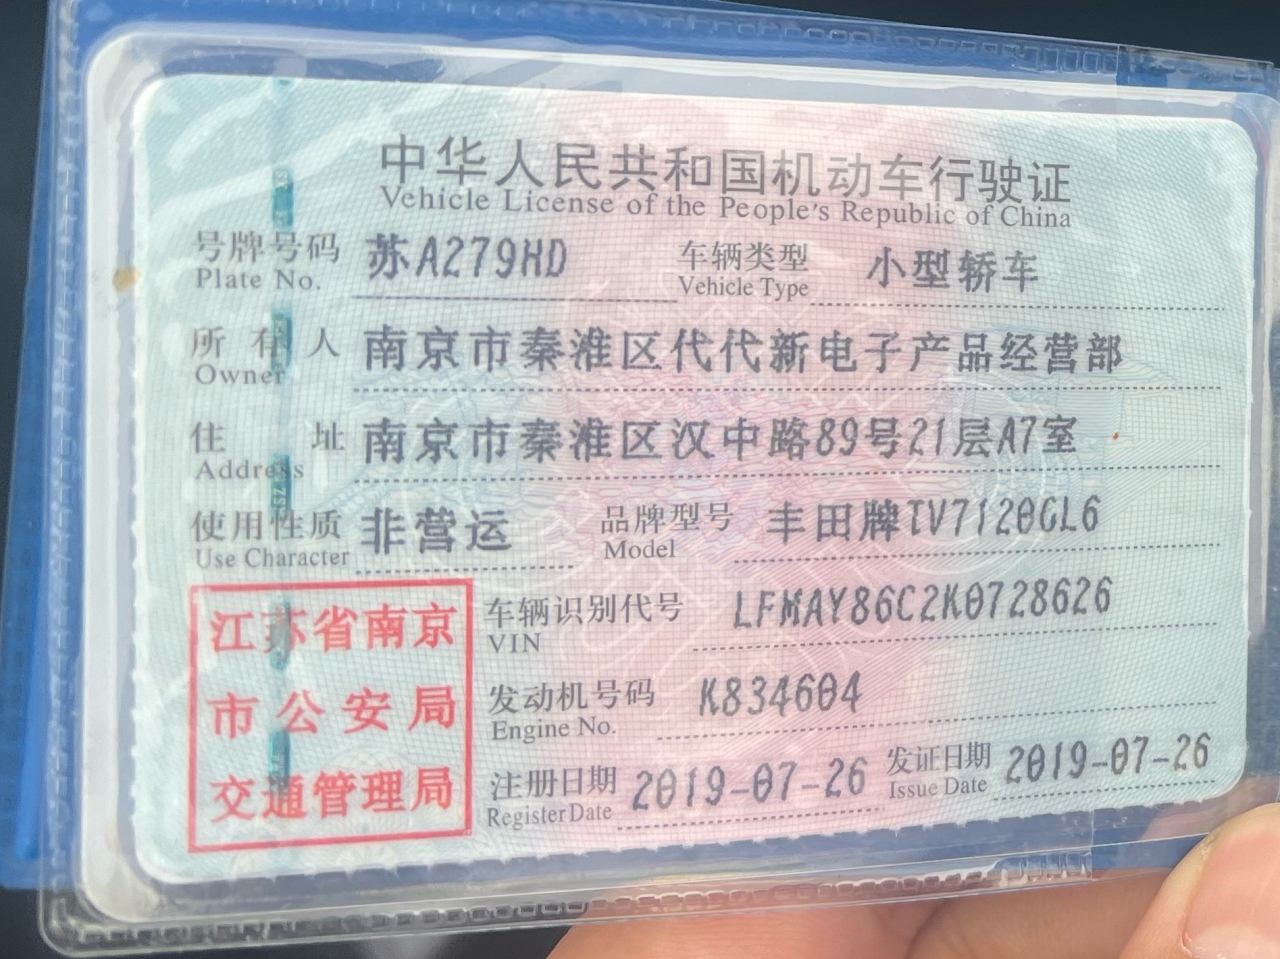 中华人民共和国机动车行驶证
Vehicle License of the People's Republic of China
号牌号码 苏A279HD 车辆类型 小型轿车
Plate No. Vehicle Type
所有人 南京市秦淮区代代新电子产品经营部
Owner
住址 南京市秦淮区汉中路89号21层A7室
Address
使用性质 非营运 品牌型号 丰田牌TV7120GL6
Use Character Model
车辆识别代号 LFMAY86C2K0728626
VIN
发动机号码 K834604
Engine No.
注册日期 2019-07-26 发证日期 2019-07-26
Register Date Issue Date
江苏省南京
市公安局
交通管理局